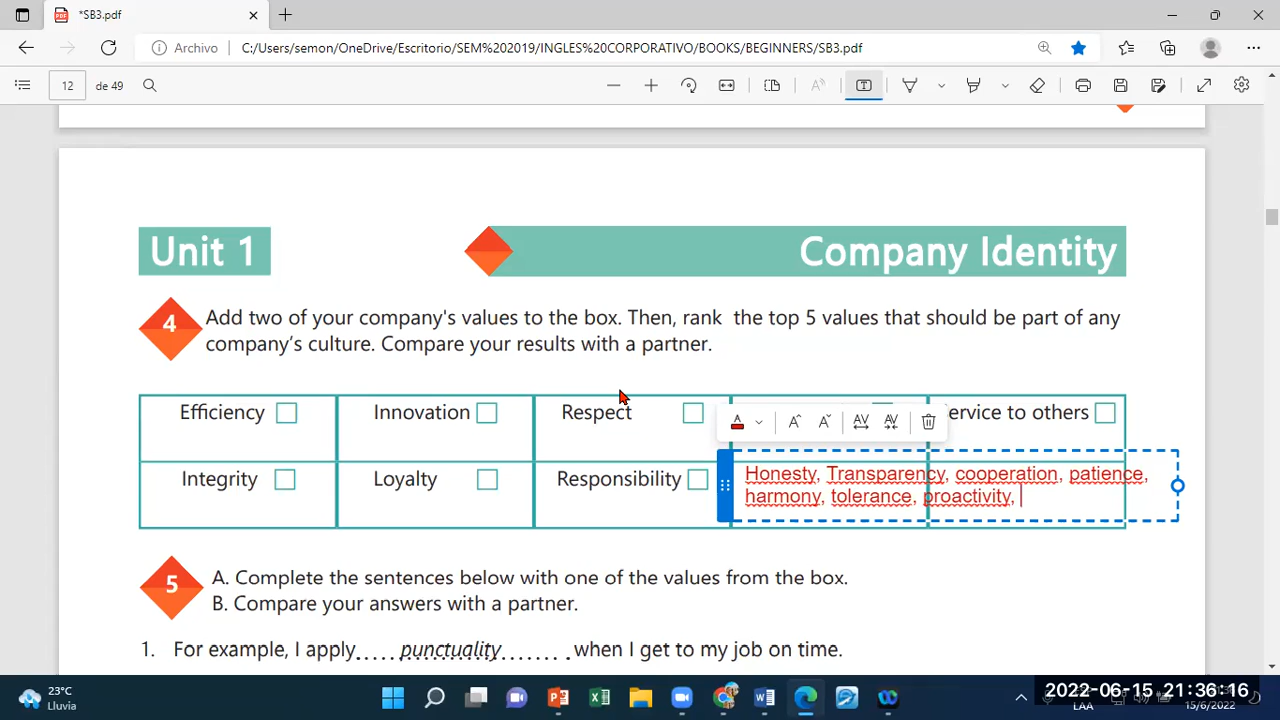 *SB3.pdf
Archivo
C:/Users/semon/OneDrive/Escritorio/SEM%202019/INGLES%20CORPORATIVO/BOOKS/BEGINNERS/SB3.pdf
12 de 49
Unit 1
Company Identity
4 Add two of your company's values to the box. Then, rank the top 5 values that should be part of any
company's culture. Compare your results with a partner.
Efficiency Innovation Respect ervice to others
Integrity Loyalty Responsibility
Honesty, Transparency, cooperation, patience,
harmony, tolerance, proactivity,
5 A. Complete the sentences below with one of the values from the box.
B. Compare your answers with a partner.
1. For example, I apply.....punctuality....... .when I get to my job on time.
23°C
Lluvia
2022-06-15 21:36:16
LAA
15/6/2022